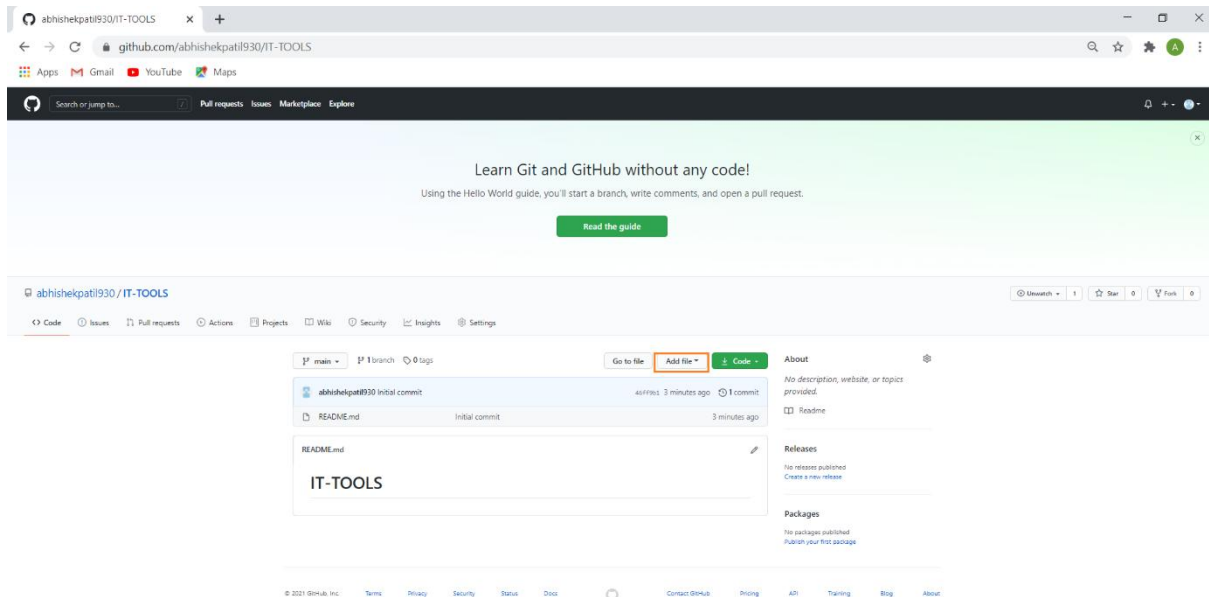 abhishekpatil930/IT-TOOLS
github.com/abhishekpatil930/IT-TOOLS
A
Apps Gmail YouTube Maps
Search or jump to... / Pull requests Issues Marketplace Explore
Learn Git and GitHub without any code!
Using the Hello World guide, you'll start a branch, write comments, and open a pull request.
Read the guide
abhishekpatil930 / IT-TOOLS Unwatch 1 Star 0 Fork 0
Code Issues Pull requests Actions Projects Wiki Security Insights Settings
main 1 branch 0 tags Go to file Add file Code
abhishekpatil930 Initial commit 3 minutes ago 1 commit
README.md Initial commit 3 minutes ago
README.md
IT-TOOLS
About
No description, website, or topics
provided.
Readme
Releases
No releases published
Create a new release
Packages
No packages published
Publish your first package
© 2021 GitHub, Inc. Terms Privacy Security Status Docs Contact GitHub Pricing API Training Blog About